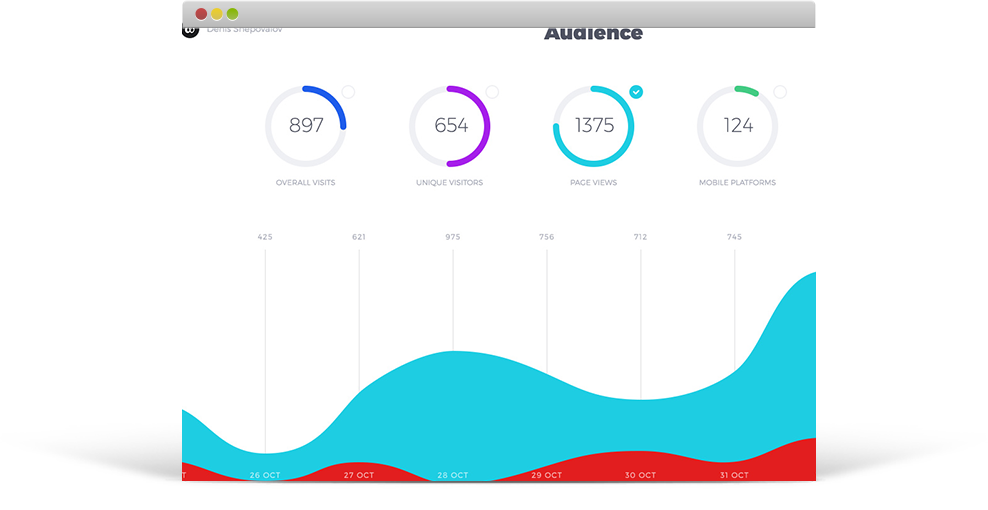 Denis Shepovalov
Audience
897 654 1375 124
OVERALL VISITS UNIQUE VISITORS PAGE VIEWS MOBILE PLATFORMS
425 621 975 756 712 745
T 26 OCT 27 OCT 28 OCT 29 OCT 30 OCT 31 OCT